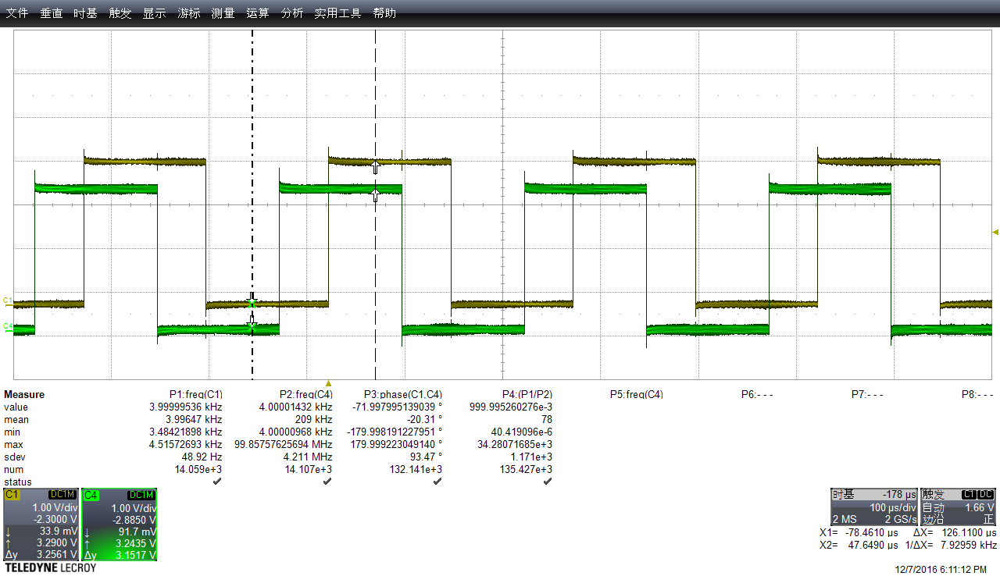 文件 垂直 时基 触发 显示 游标 测量 运算 分析 实用工具 帮助
C1
C4
Measure P1:freq(C1) P2:freq(C4) P3:phase(C1,C4) P4:(P1/P2) P5:freq(C4) P6:- - - P7:- - - P8:- - -
value 3.99999536 kHz 4.00001432 kHz -71.997995139039 ° 999.995260276e-3
mean 3.99647 kHz 209 kHz -20.31 ° 78
min 3.48421898 kHz 4.00000968 kHz -179.998191227951 ° 40.419096e-6
max 4.51572693 kHz 99.85757625694 MHz 179.999223049140 ° 34.28071685e+3
sdev 48.92 Hz 4.211 MHz 93.47 ° 1.171e+3
num 14.059e+3 14.107e+3 132.141e+3 135.427e+3
status ✓ ✓ ✓ ✓
C1 DC1M
1.00 V/div
-2.3000 V
↓ 33.9 mV
↑ 3.2900 V
Δy 3.2561 V
C4 DC1M
1.00 V/div
-2.8850 V
↓ 91.7 mV
↑ 3.2435 V
Δy 3.1517 V
时基 -178 µs
100 µs/div
2 MS 2 GS/s
触发 C1 DC
自动 1.66 V
边沿 正
X1= -78.4610 µs ΔX= 126.1100 µs
X2= 47.6490 µs 1/ΔX= 7.92959 kHz
TELEDYNE LECROY
12/7/2016 6:11:12 PM